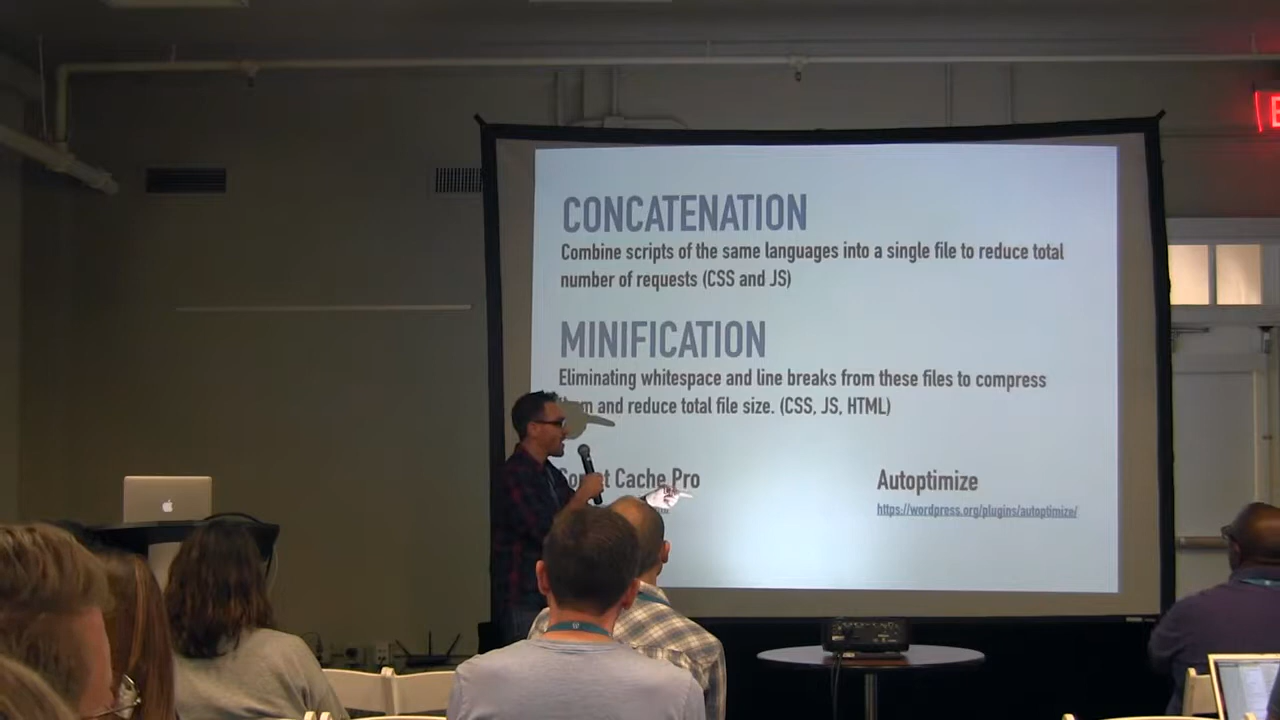 CONCATENATION
Combine scripts of the same languages into a single file to reduce total
number of requests (CSS and JS)
MINIFICATION
Eliminating whitespace and line breaks from these files to compress
and reduce total file size. (CSS, JS, HTML)
Cache Pro
Autoptimize
https://wordpress.org/plugins/autoptimize/